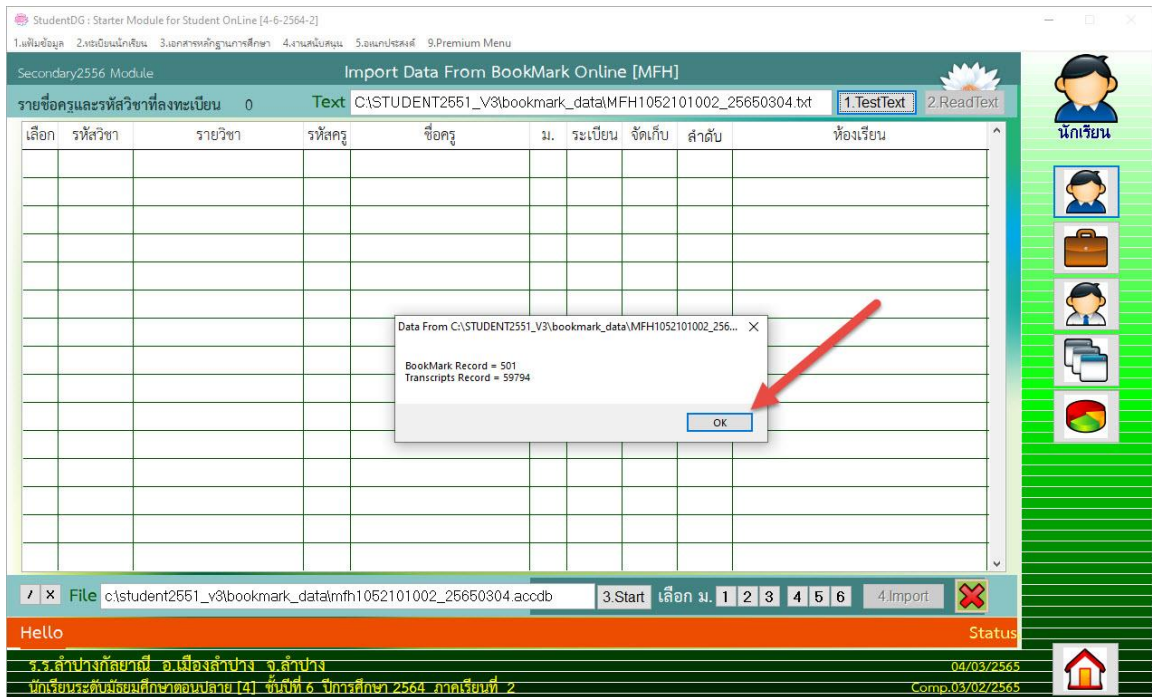 StudentDG : Starter Module for Student OnLine [4-6-2564-2]
1.แฟ้มข้อมูล 2.ทะเบียนนักเรียน 3.เอกสารหลักฐานการศึกษา 4.งานสนับสนุน 5.อเนกประสงค์ 9.Premium Menu
Secondary2556 Module Import Data From BookMark Online [MFH]
รายชื่อครูและรหัสวิชาที่ลงทะเบียน 0 Text C:\STUDENT2551_V3\bookmark_data\MFH1052101002_25650304.txt 1.TestText 2.ReadText
เลือก รหัสวิชา รายวิชา รหัสครู ชื่อครู ม. ระเบียน จัดเก็บ ลำดับ ห้องเรียน
นักเรียน
Data From C:\STUDENT2551_V3\bookmark_data\MFH1052101002_256...
BookMark Record = 501
Transcripts Record = 59794
OK
/ X File c:\student2551_v3\bookmark_data\mfh1052101002_25650304.accdb 3.Start เลือก ม. 1 2 3 4 5 6 4.Import
Hello Status
ร.ร.ลำปางกัลยาณี อ.เมืองลำปาง จ.ลำปาง 04/03/2565
นักเรียนระดับมัธยมศึกษาตอนปลาย [4] ชั้นปีที่ 6 ปีการศึกษา 2564 ภาคเรียนที่ 2 Comp.03/02/2565